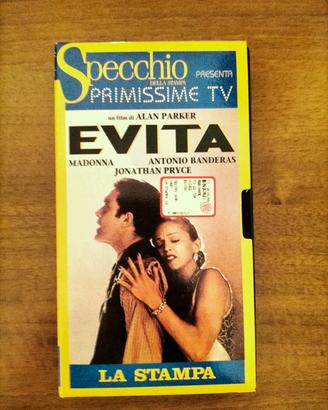 Specchio
DELLA STAMPA
PRESENTA
PRIMISSIME TV
un film di ALAN PARKER
EVITA
MADONNA ANTONIO BANDERAS
JONATHAN PRYCE
LA STAMPA